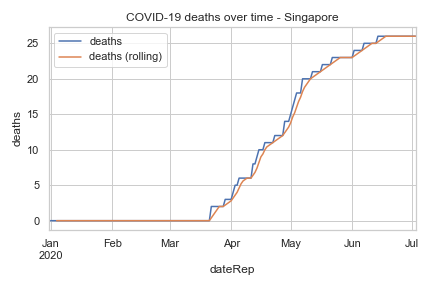 COVID-19 deaths over time - Singapore
deaths
deaths (rolling)
25
20
15
10
5
0
deaths
Jan Feb Mar Apr May Jun Jul
2020
dateRep